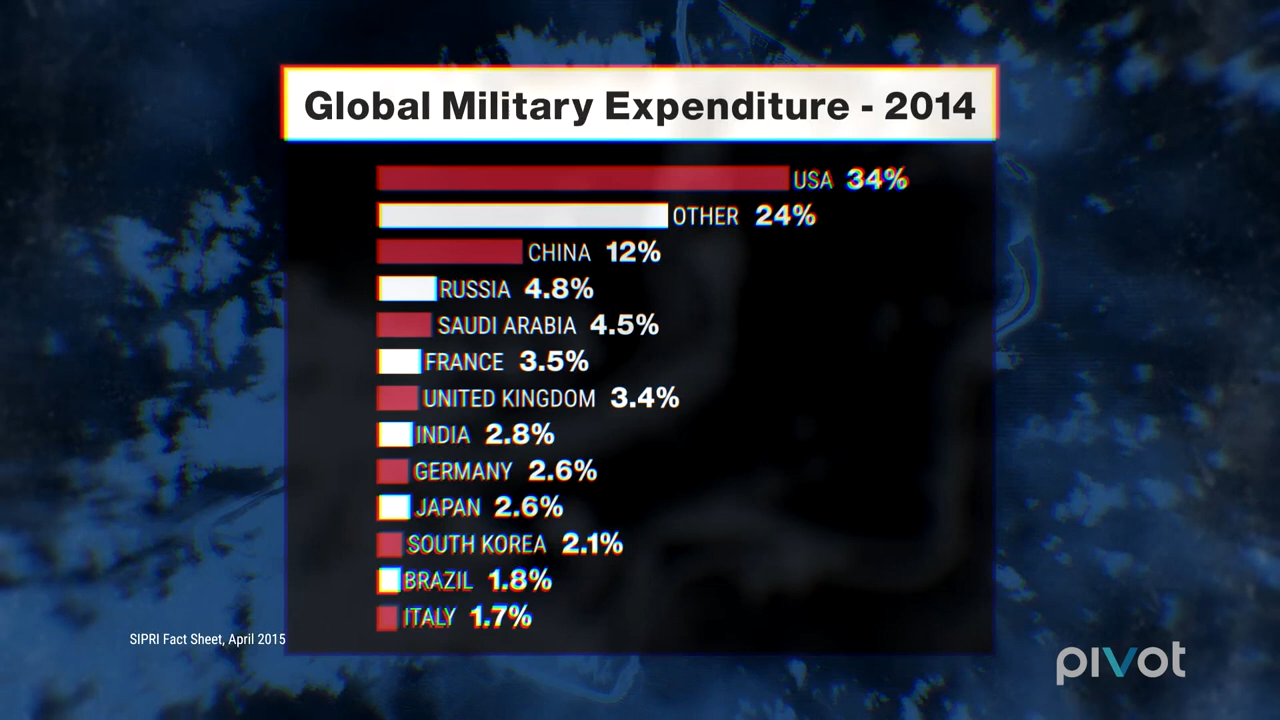 Global Military Expenditure - 2014
USA 34%
OTHER 24%
CHINA 12%
RUSSIA 4.8%
SAUDI ARABIA 4.5%
FRANCE 3.5%
UNITED KINGDOM 3.4%
INDIA 2.8%
GERMANY 2.6%
JAPAN 2.6%
SOUTH KOREA 2.1%
BRAZIL 1.8%
ITALY 1.7%
SIPRI Fact Sheet, April 2015
pivot